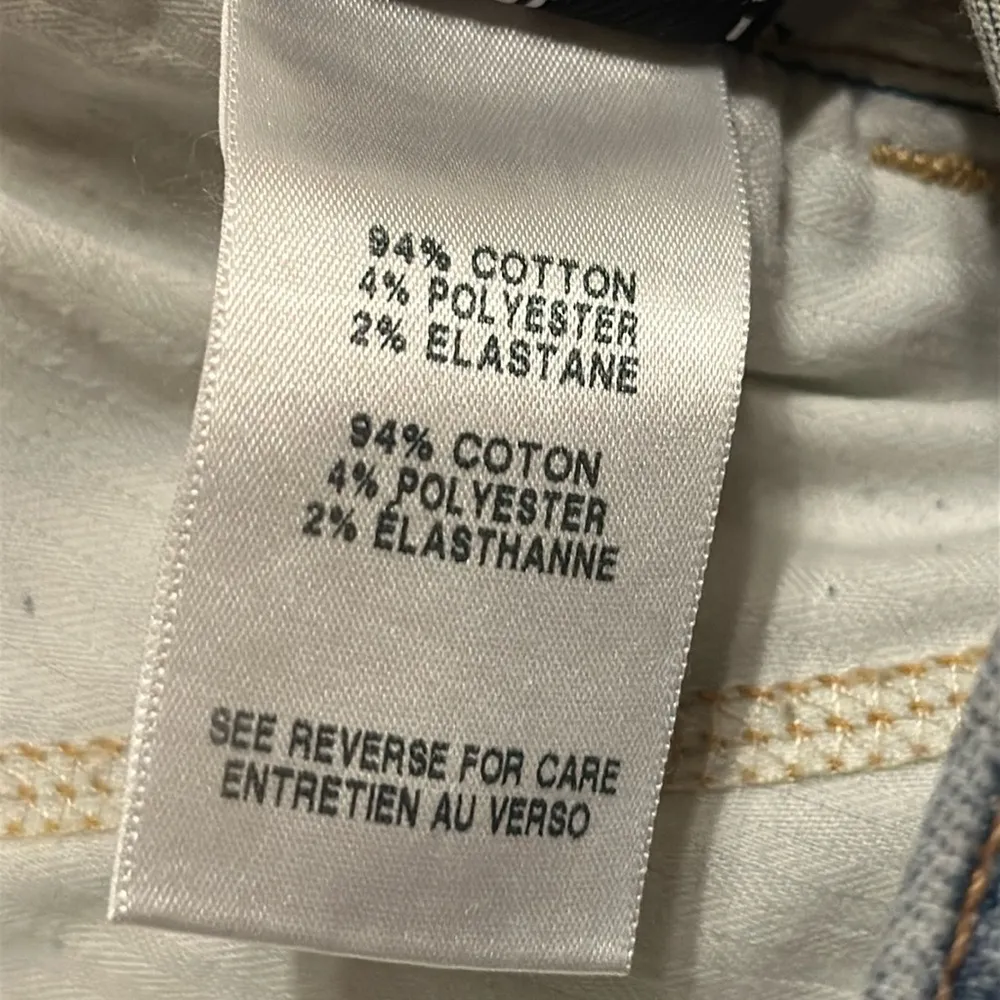 94% COTTON
4% POLYESTER
2% ELASTANE
94% COTON
4% POLYESTER
2% ÉLASTHANNE
SEE REVERSE FOR CARE
ENTRETIEN AU VERSO